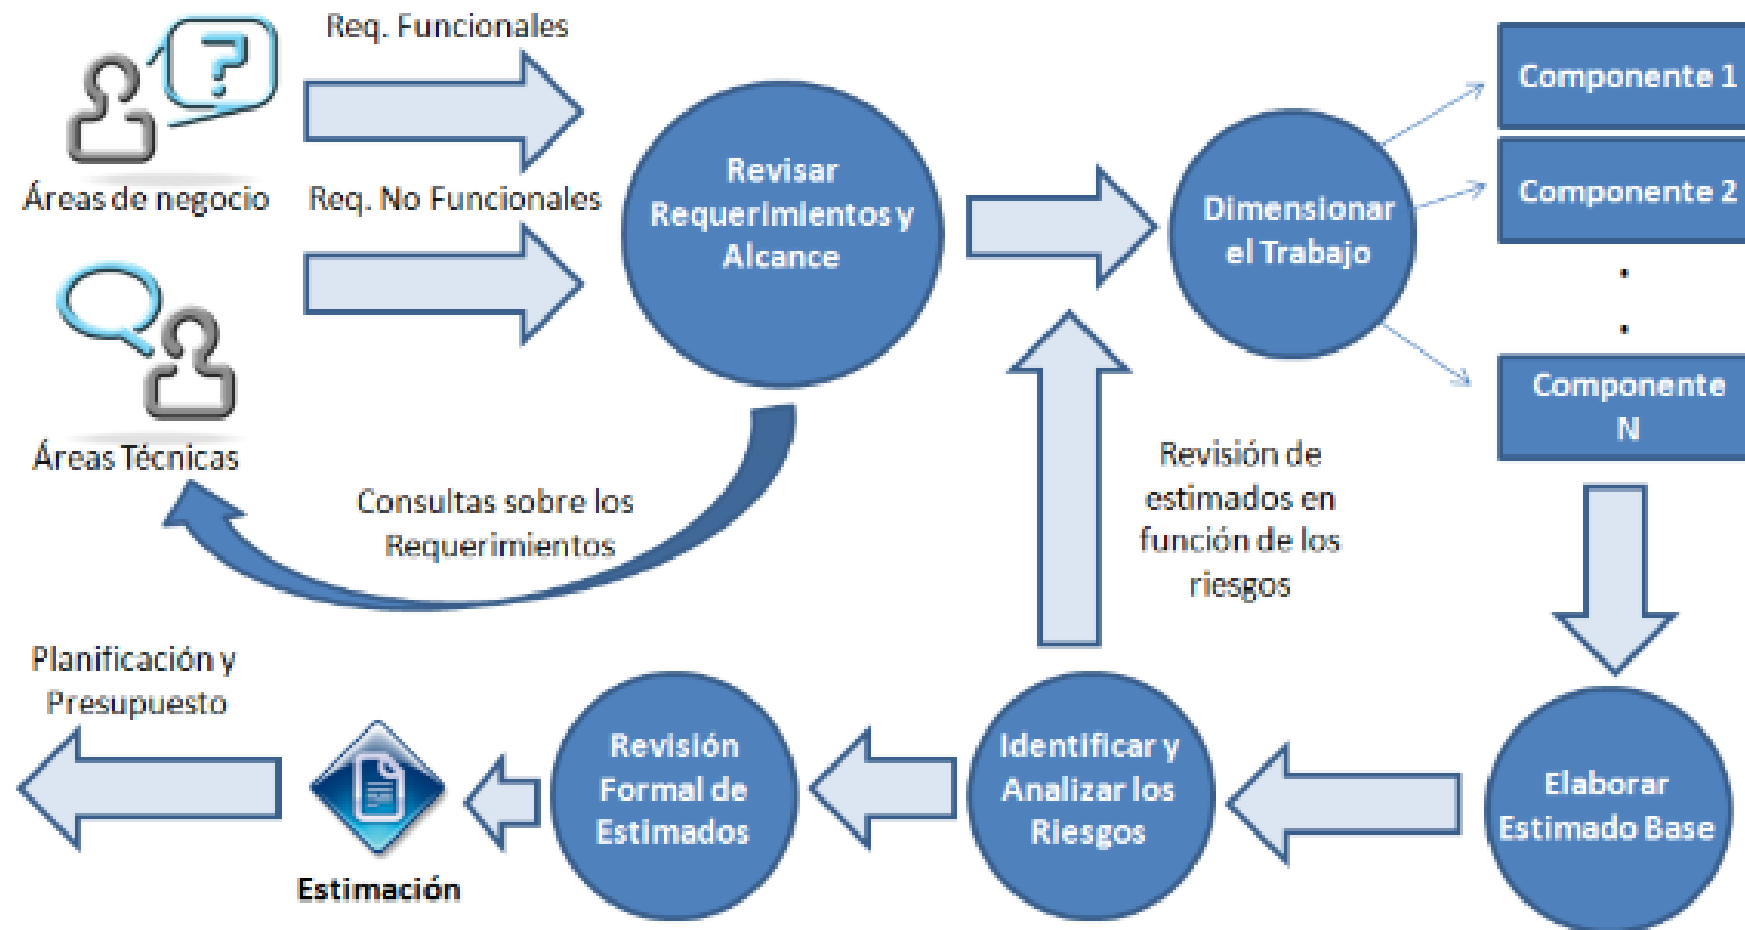 Req. Funcionales
Áreas de negocio
Req. No Funcionales
Áreas Técnicas
Revisar
Requerimientos y
Alcance
Consultas sobre los
Requerimientos
Dimensionar
el Trabajo
Componente 1
Componente 2
.
.
Componente
N
Revisión de
estimados en
función de los
riesgos
Elaborar
Estimado Base
Identificar y
Analizar los
Riesgos
Revisión
Formal de
Estimados
Estimación
Planificación y
Presupuesto